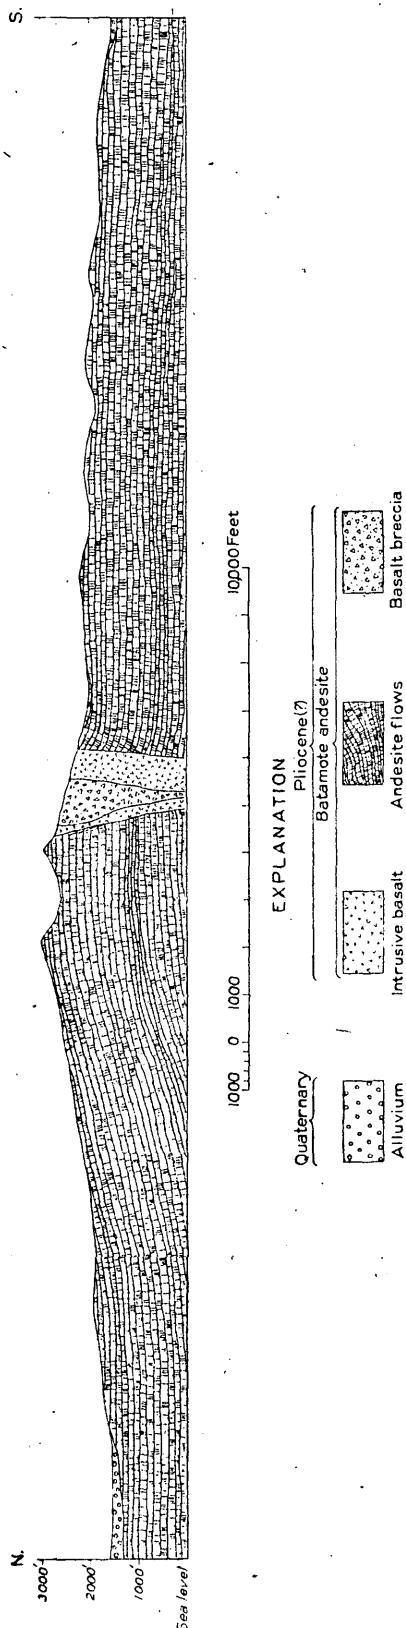 N.
S.
3000'
2000'
1000'
Sea level
1000 0 1000 10,000 Feet
EXPLANATION
Quaternary
Pliocene(?)
Batamote andesite
Alluvium
Intrusive basalt
Andesite flows
Basalt breccia